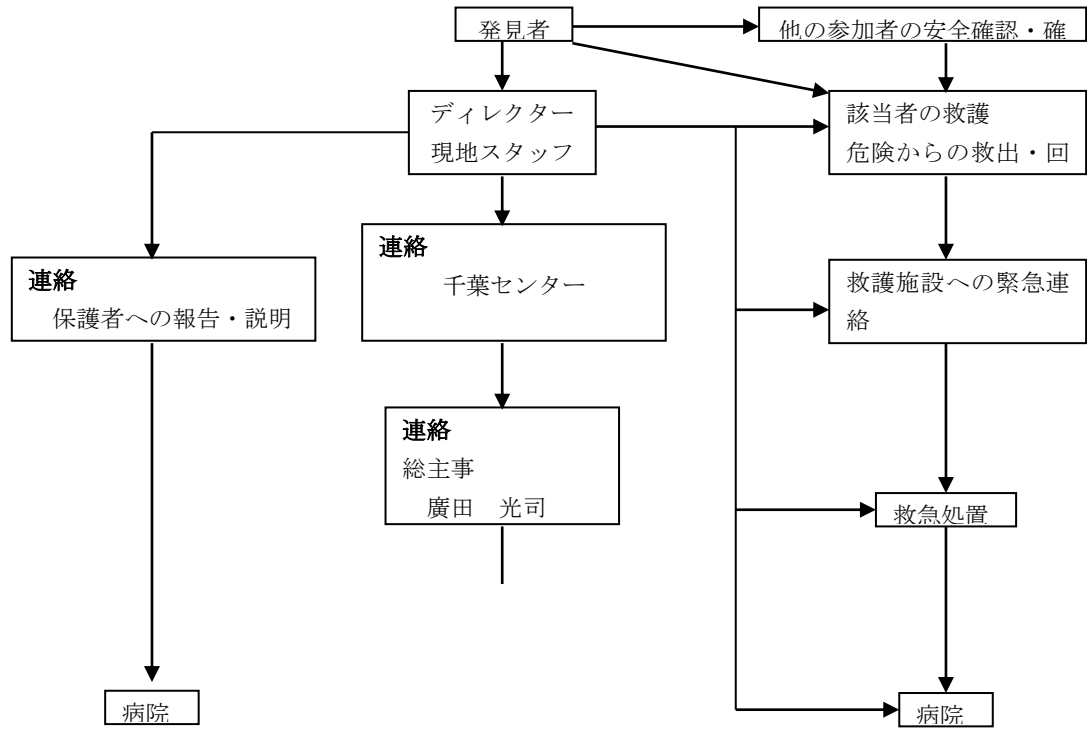 発見者
他の参加者の安全確認・確
ディレクター
現地スタッフ
該当者の救護
危険からの救出・回
連絡
千葉センター
連絡
保護者への報告・説明
救護施設への緊急連
絡
連絡
総主事
廣田　光司
救急処置
病院
病院